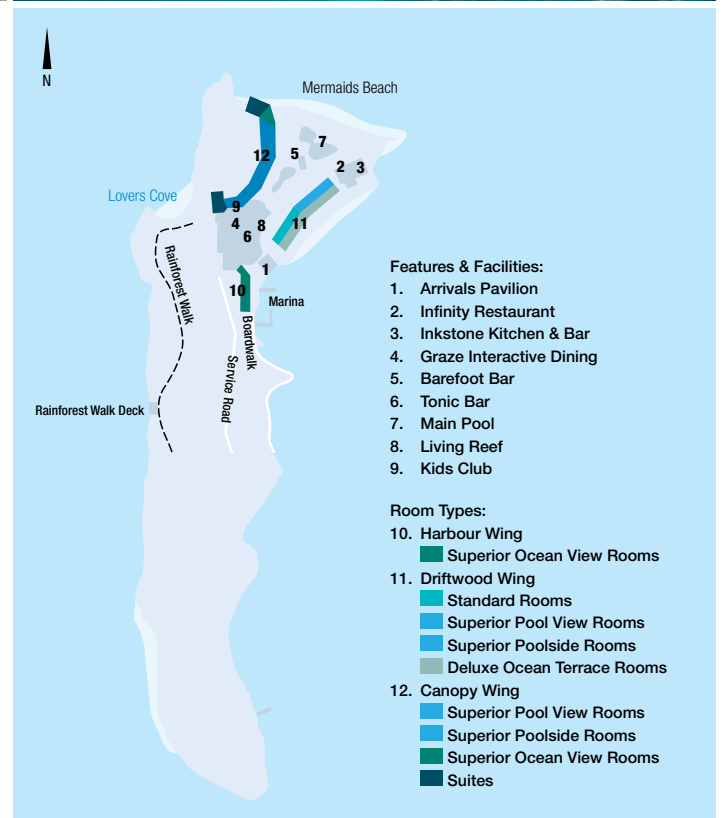 N
Mermaids Beach
7
5
12
2
3
Lovers Cove
9
4
8
11
6
Rainforest Walk
1
10
Marina
Boardwalk
Service Road
Rainforest Walk Deck
Features & Facilities:
1. Arrivals Pavilion
2. Infinity Restaurant
3. Inkstone Kitchen & Bar
4. Graze Interactive Dining
5. Barefoot Bar
6. Tonic Bar
7. Main Pool
8. Living Reef
9. Kids Club
Room Types:
10. Harbour Wing
Superior Ocean View Rooms
11. Driftwood Wing
Standard Rooms
Superior Pool View Rooms
Superior Poolside Rooms
Deluxe Ocean Terrace Rooms
12. Canopy Wing
Superior Pool View Rooms
Superior Poolside Rooms
Superior Ocean View Rooms
Suites